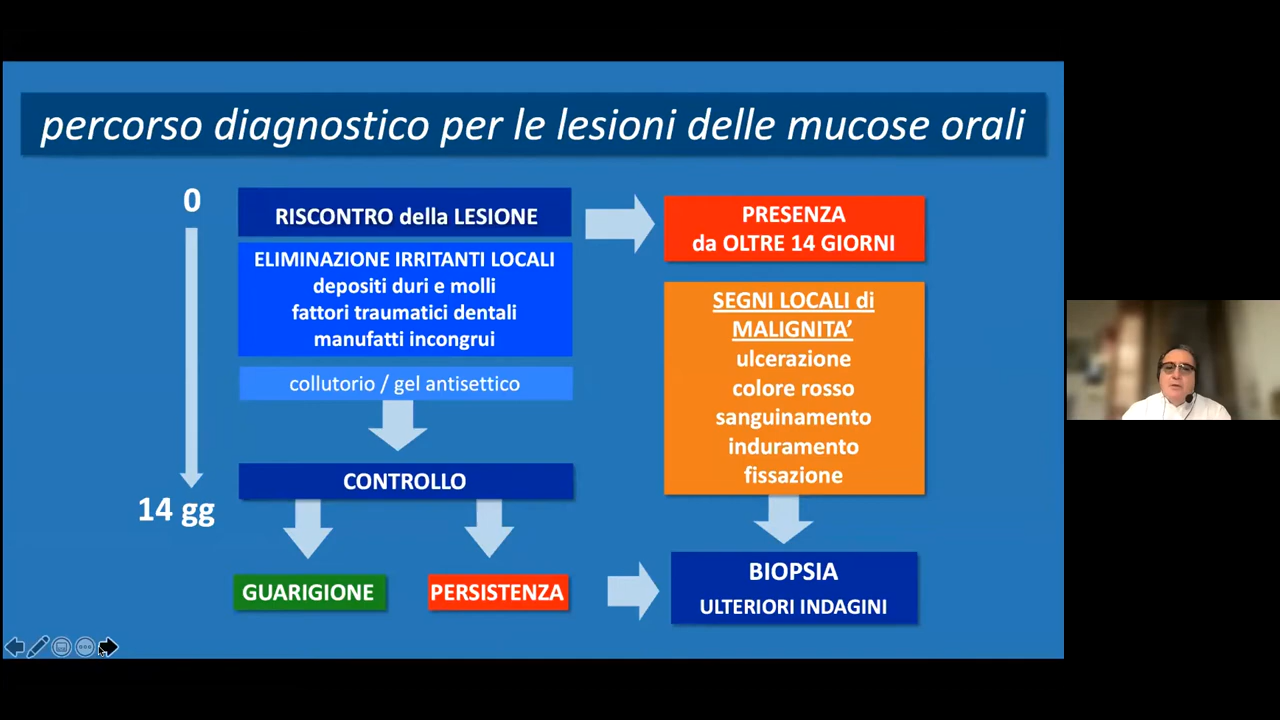 percorso diagnostico per le lesioni delle mucose orali
0
RISCONTRO della LESIONE
ELIMINAZIONE IRRITANTI LOCALI
depositi duri e molli
fattori traumatici dentali
manufatti incongrui
collutorio / gel antisettico
CONTROLLO
14 gg
GUARIGIONE
PERSISTENZA
PRESENZA
da OLTRE 14 GIORNI
SEGNI LOCALI di
MALIGNITA’
ulcerazione
colore rosso
sanguinamento
induramento
fissazione
BIOPSIA
ULTERIORI INDAGINI